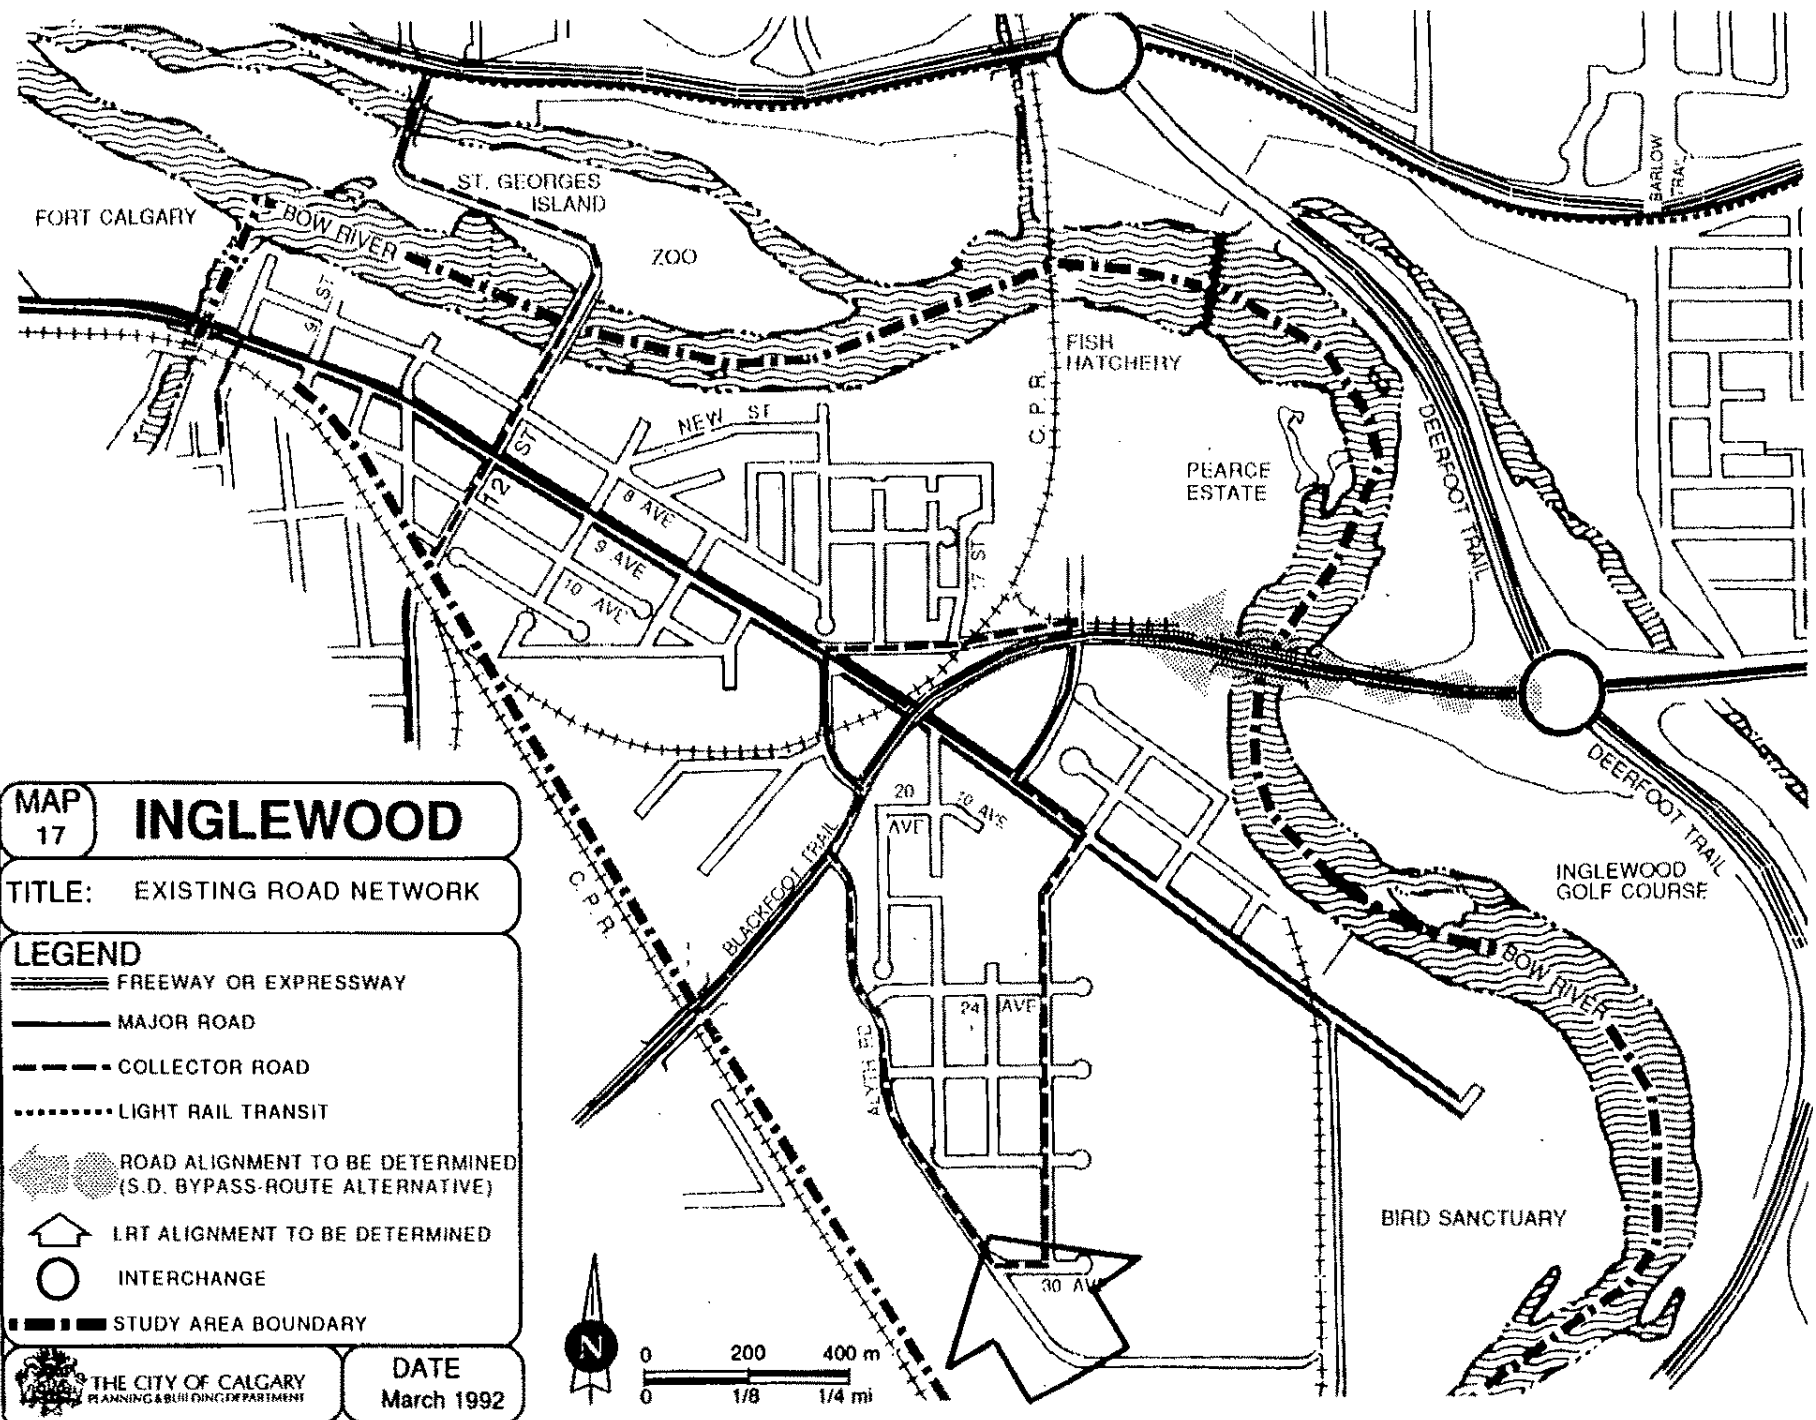 BARLOW
TRAIL
ST. GEORGES
ISLAND
FORT CALGARY
BOW RIVER
ZOO
9 ST.
FISH
HATCHERY
C. P. R.
DEERFOOT TRAIL
NEW ST
12 ST
8 AVE
PEARCE
ESTATE
9 AVE
10 AVE
17 ST
DEERFOOT TRAIL
20
AVE
BLACKFOOT TRAIL
INGLEWOOD
GOLF COURSE
C. P. R.
BOW RIVER
24 AVE
ALYTH RD
BIRD SANCTUARY
30 AVE
MAP
17
INGLEWOOD
TITLE: EXISTING ROAD NETWORK
LEGEND
FREEWAY OR EXPRESSWAY
MAJOR ROAD
COLLECTOR ROAD
LIGHT RAIL TRANSIT
ROAD ALIGNMENT TO BE DETERMINED
(S.D. BYPASS-ROUTE ALTERNATIVE)
LRT ALIGNMENT TO BE DETERMINED
INTERCHANGE
STUDY AREA BOUNDARY
THE CITY OF CALGARY
PLANNING & BUILDING DEPARTMENT
DATE
March 1992
N
0 200 400 m
0 1/8 1/4 mi